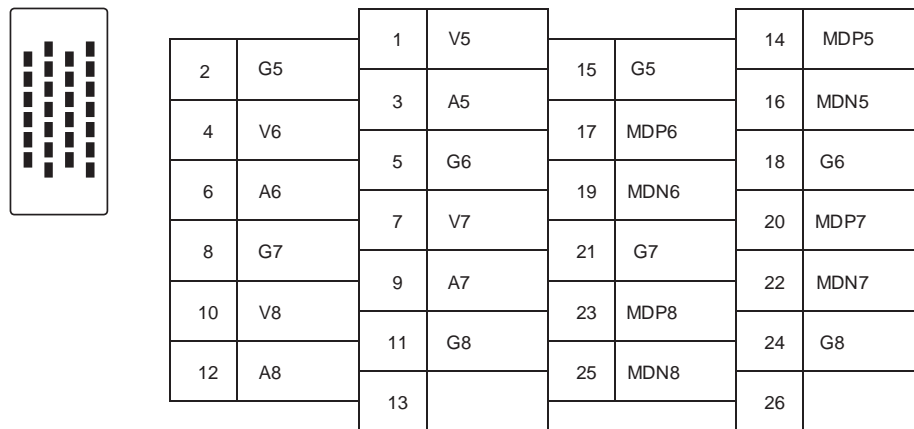 1 V5
14 MDP5
2 G5
15 G5
3 A5
16 MDN5
4 V6
17 MDP6
5 G6
18 G6
6 A6
19 MDN6
7 V7
20 MDP7
8 G7
21 G7
9 A7
22 MDN7
10 V8
23 MDP8
11 G8
24 G8
12 A8
25 MDN8
13
26